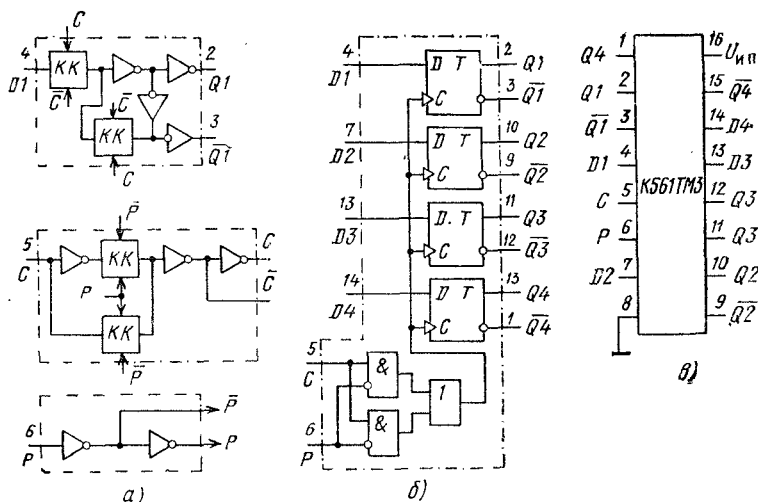 C
4
D1
КК
C̅
2
Q1
C̅
КК
C
3
Q̅1̅
P̅
5
C
КК
P
КК
P̅
C
C̅
6
P
P̅
P
а)
4
D1
D T
C
2
Q1
3
Q̅1̅
7
D2
D T
C
10
Q2
9
Q̅2̅
13
D3
D. T
C
11
Q3
12
Q̅3̅
14
D4
D T
C
13
Q4
1
Q̅4̅
5
C
&
1
6
P
&
б)
Q4 1
Q1 2
Q̅1̅ 3
D1 4
C 5
P 6
D2 7
8
К561ТМ3
16 Uип
15 Q̅4̅
14 D4
13 D3
12 Q3
11 Q3
10 Q2
9 Q̅2̅
в)